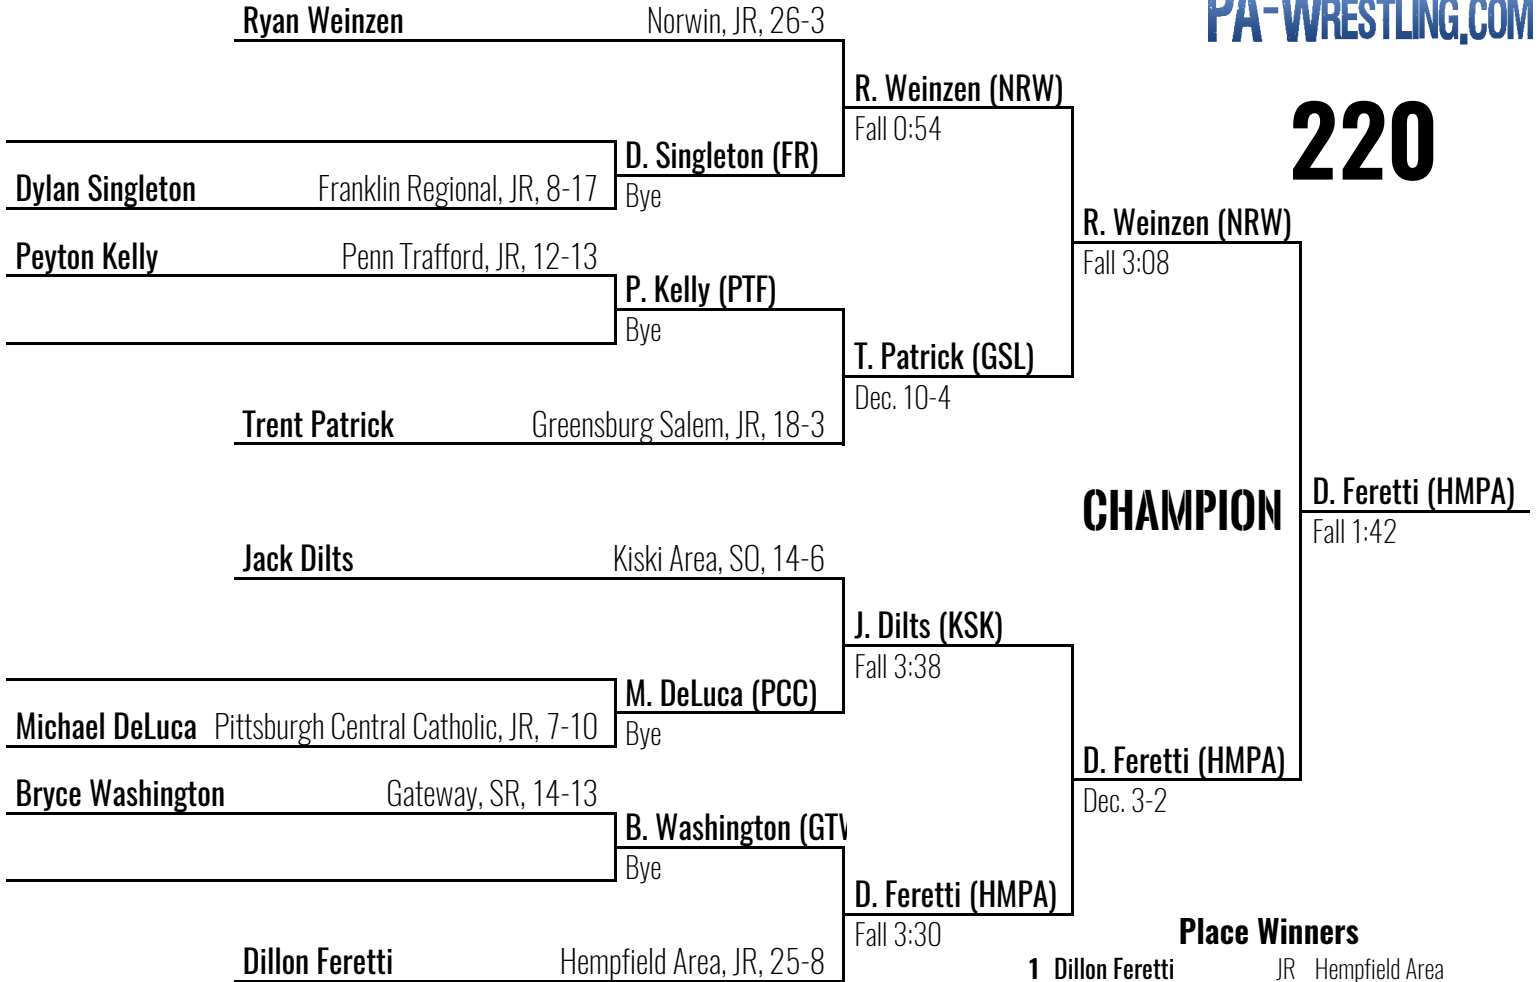 Ryan Weinzen Norwin, JR, 26-3
PA-WRESTLING.COM
R. Weinzen (NRW)
Fall 0:54
220
D. Singleton (FR)
Dylan Singleton Franklin Regional, JR, 8-17
Bye
R. Weinzen (NRW)
Peyton Kelly Penn Trafford, JR, 12-13
Fall 3:08
P. Kelly (PTF)
Bye
T. Patrick (GSL)
Dec. 10-4
Trent Patrick Greensburg Salem, JR, 18-3
CHAMPION
D. Feretti (HMPA)
Fall 1:42
Jack Dilts Kiski Area, SO, 14-6
J. Dilts (KSK)
Fall 3:38
M. DeLuca (PCC)
Michael DeLuca Pittsburgh Central Catholic, JR, 7-10
Bye
D. Feretti (HMPA)
Bryce Washington Gateway, SR, 14-13
Dec. 3-2
B. Washington (GTW
Bye
D. Feretti (HMPA)
Fall 3:30
Place Winners
Dillon Feretti Hempfield Area, JR, 25-8
1 Dillon Feretti JR Hempfield Area